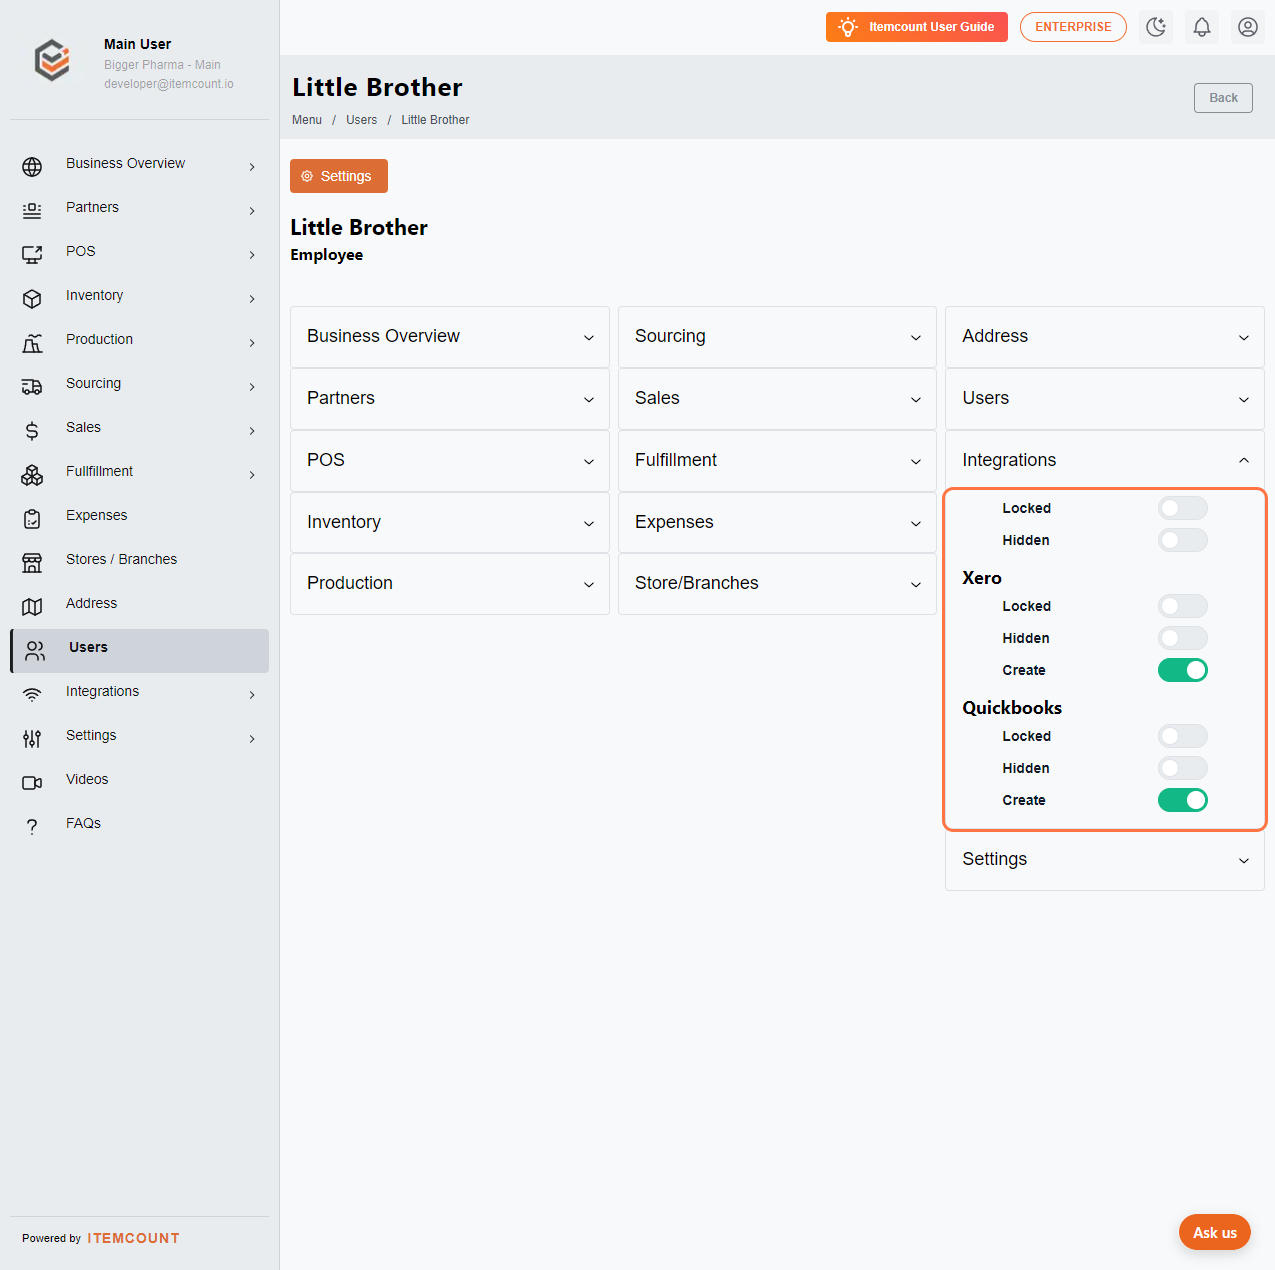 Main User
Bigger Pharma - Main
developer@itemcount.io
Business Overview
Partners
POS
Inventory
Production
Sourcing
Sales
Fullfillment
Expenses
Stores / Branches
Address
Users
Integrations
Settings
Videos
FAQs
Powered by ITEMCOUNT
Itemcount User Guide
ENTERPRISE
Little Brother
Menu / Users / Little Brother
Back
Settings
Little Brother
Employee
Business Overview
Partners
POS
Inventory
Production
Sourcing
Sales
Fulfillment
Expenses
Store/Branches
Address
Users
Integrations
Locked
Hidden
Xero
Locked
Hidden
Create
Quickbooks
Locked
Hidden
Create
Settings
Ask us